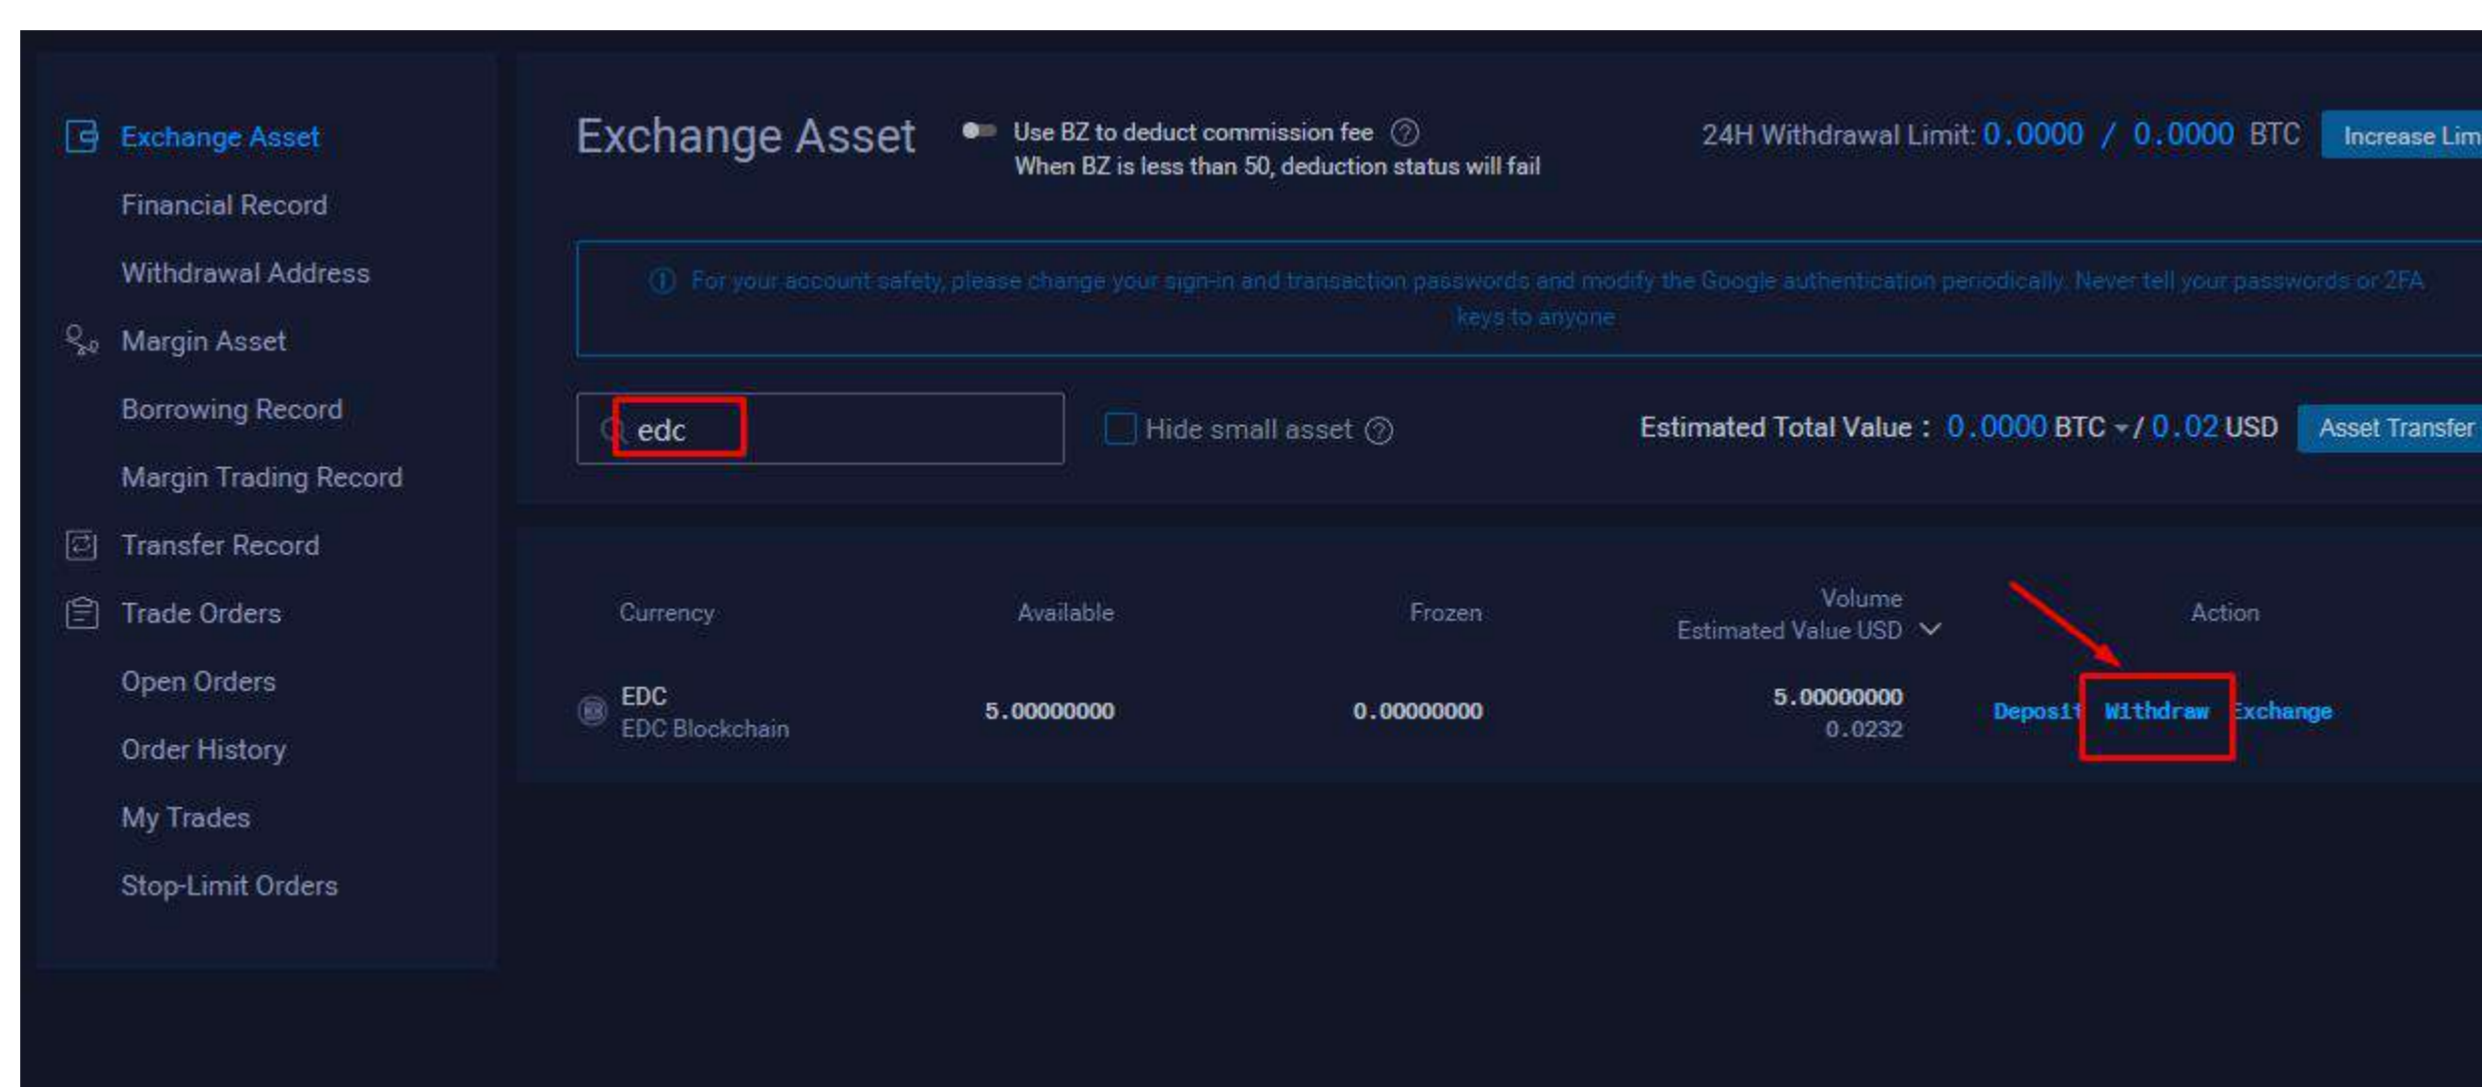 Exchange Asset
Financial Record
Withdrawal Address
Margin Asset
Borrowing Record
Margin Trading Record
Transfer Record
Trade Orders
Open Orders
Order History
My Trades
Stop-Limit Orders
Exchange Asset
Use BZ to deduct commission fee
When BZ is less than 50, deduction status will fail
24H Withdrawal Limit: 0.0000 / 0.0000 BTC
Increase Lim
For your account safety, please change your sign-in and transaction passwords and modify the Google authentication periodically. Never tell your passwords or 2FA
keys to anyone
edc
Hide small asset
Estimated Total Value : 0.0000 BTC / 0.02 USD
Asset Transfer
Currency Available Frozen Volume Action
Estimated Value USD
EDC 5.00000000 0.00000000 5.00000000 Deposit Withdraw Exchange
EDC Blockchain 0.0232